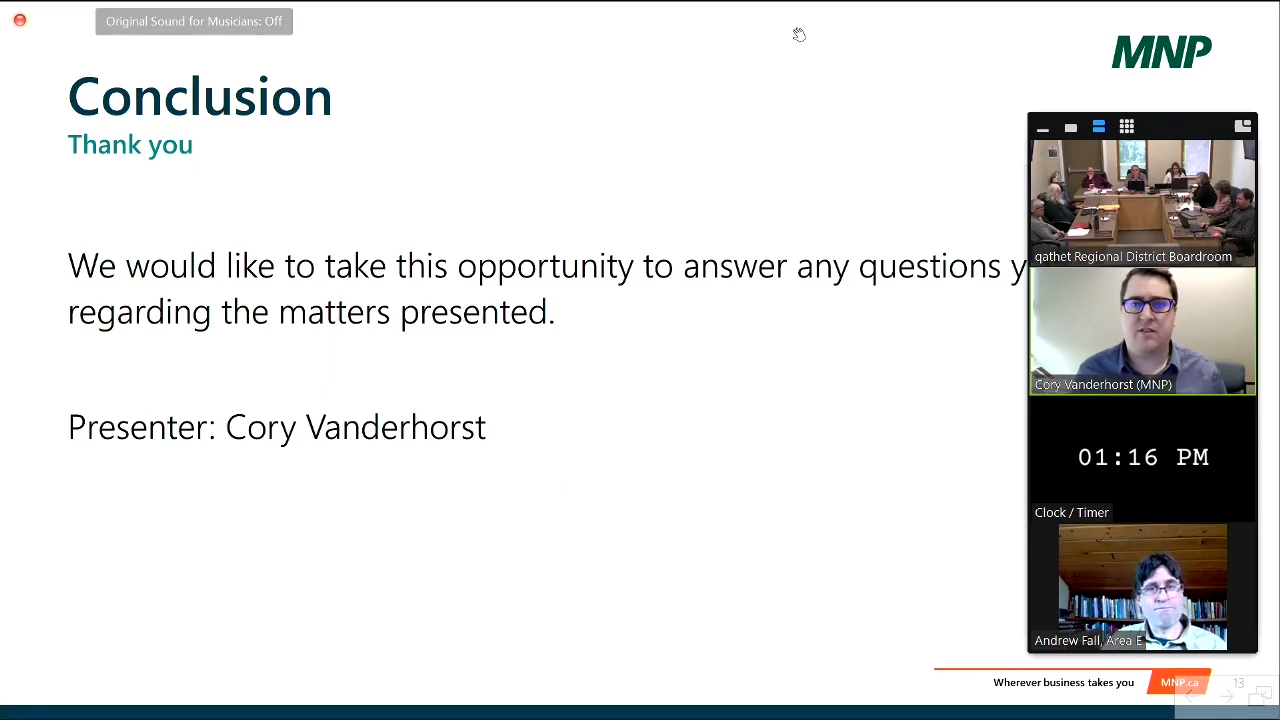 Original Sound for Musicians: Off
MNP
Conclusion
Thank you
We would like to take this opportunity to answer any questions y
regarding the matters presented.
Presenter: Cory Vanderhorst
qathet Regional District Boardroom
Cory Vanderhorst (MNP)
01:16 PM
Clock / Timer
Andrew Fall, Area E
Wherever business takes you
MNP.ca
13